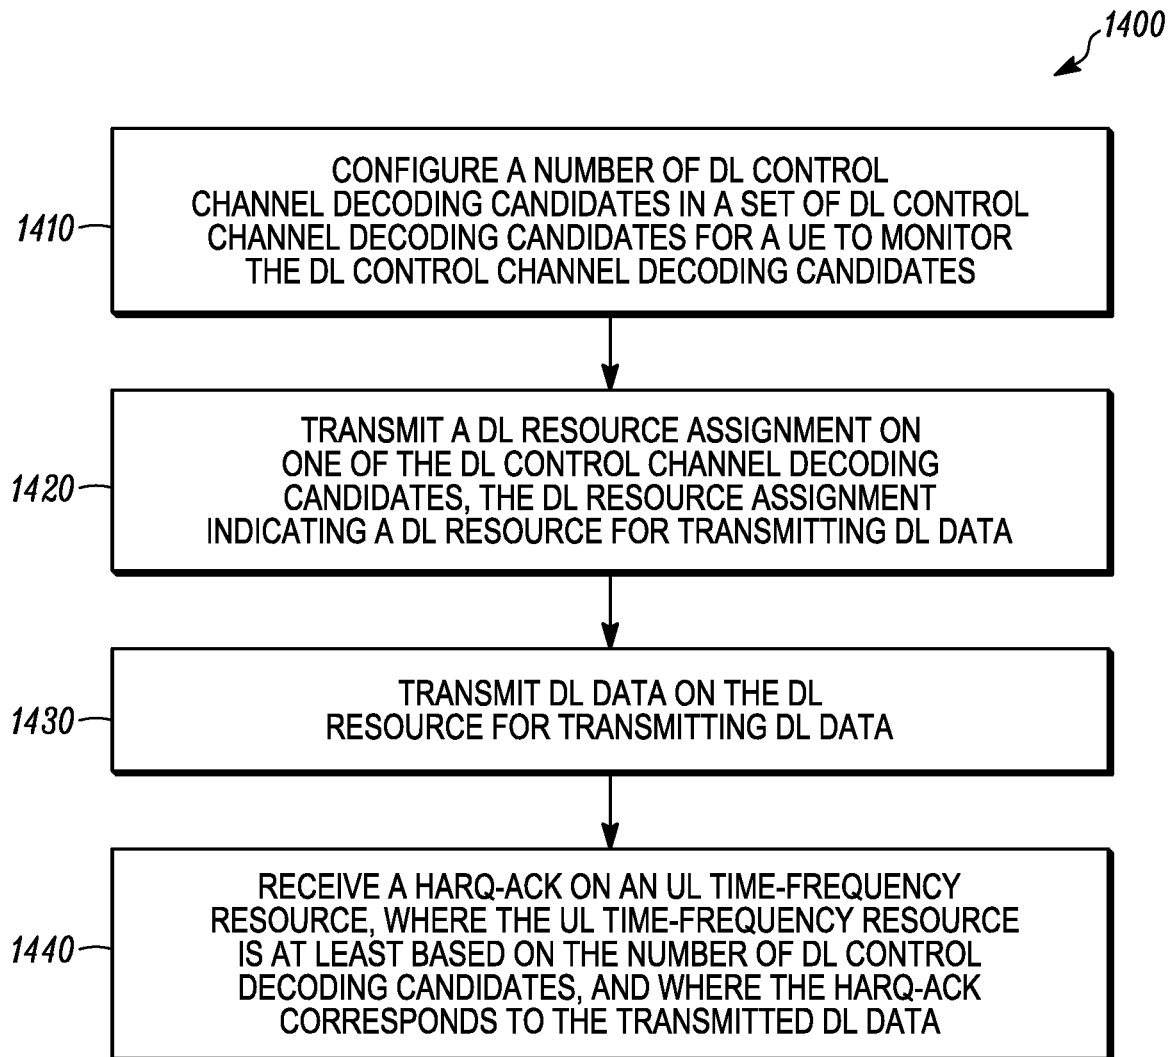 1400
CONFIGURE A NUMBER OF DL CONTROL
CHANNEL DECODING CANDIDATES IN A SET OF DL CONTROL
CHANNEL DECODING CANDIDATES FOR A UE TO MONITOR
THE DL CONTROL CHANNEL DECODING CANDIDATES
1410
TRANSMIT A DL RESOURCE ASSIGNMENT ON
ONE OF THE DL CONTROL CHANNEL DECODING
CANDIDATES, THE DL RESOURCE ASSIGNMENT
INDICATING A DL RESOURCE FOR TRANSMITTING DL DATA
1420
TRANSMIT DL DATA ON THE DL
RESOURCE FOR TRANSMITTING DL DATA
1430
RECEIVE A HARQ-ACK ON AN UL TIME-FREQUENCY
RESOURCE, WHERE THE UL TIME-FREQUENCY RESOURCE
IS AT LEAST BASED ON THE NUMBER OF DL CONTROL
DECODING CANDIDATES, AND WHERE THE HARQ-ACK
CORRESPONDS TO THE TRANSMITTED DL DATA
1440